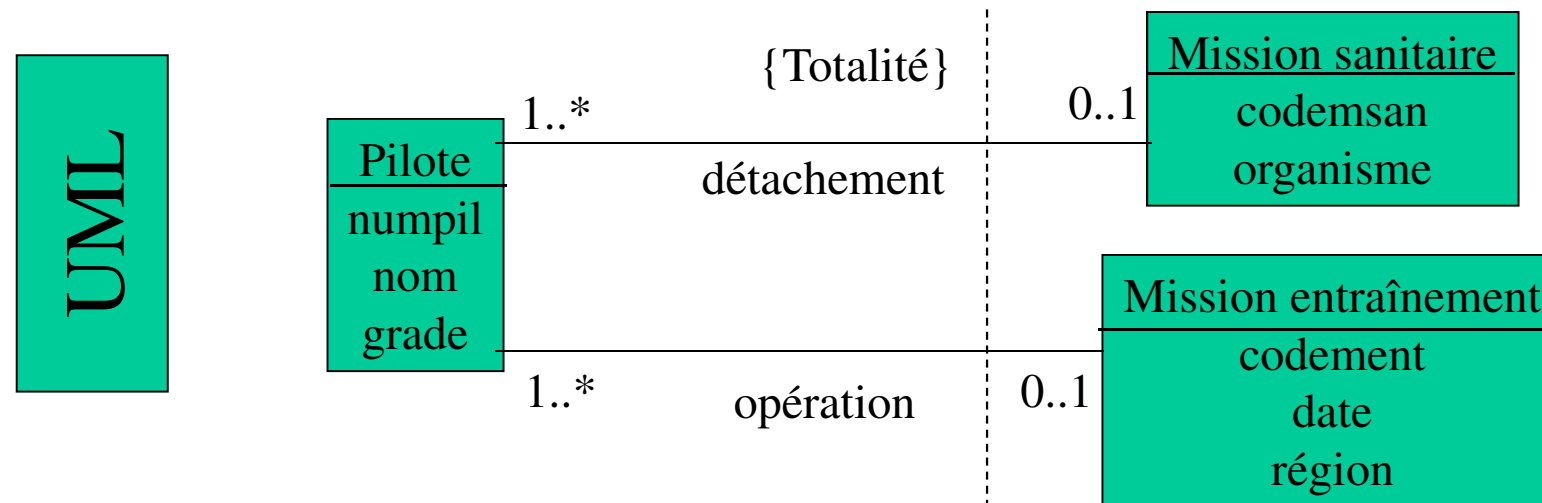 UML
Pilote
numpil
nom
grade
1..*
{Totalité}
0..1
détachement
Mission sanitaire
codemsan
organisme
1..*
opération
0..1
Mission entraînement
codement
date
région